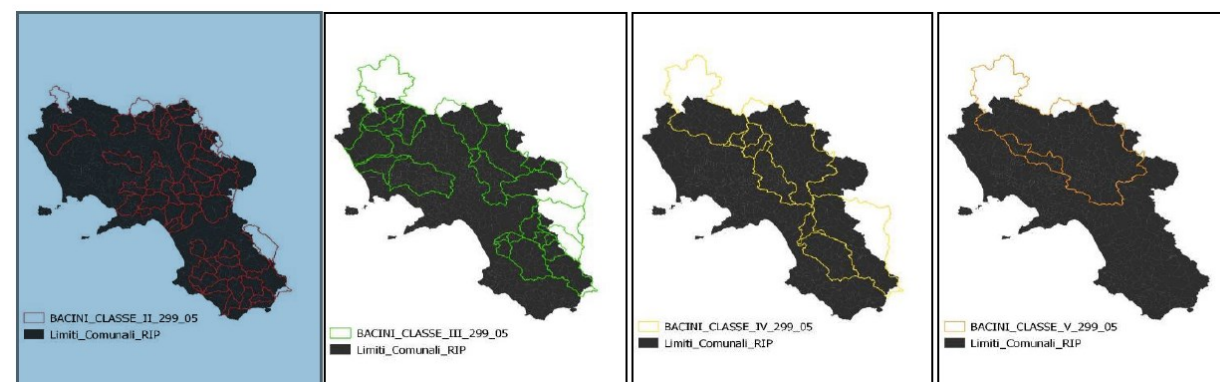 BACINI_CLASSE_II_299_05
Limiti_Comunali_RIP
BACINI_CLASSE_III_299_05
Limiti_Comunali_RIP
BACINI_CLASSE_IV_299_05
Limiti_Comunali_RIP
BACINI_CLASSE_V_299_05
Limiti_Comunali_RIP